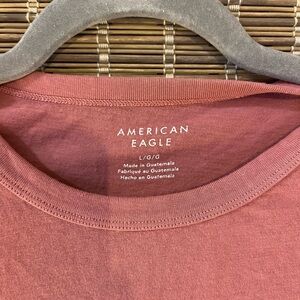 AMERICAN
EAGLE
L/G/G
Made in Guatemala
Fabriqué au Guatemala
Hecho en Guatemala